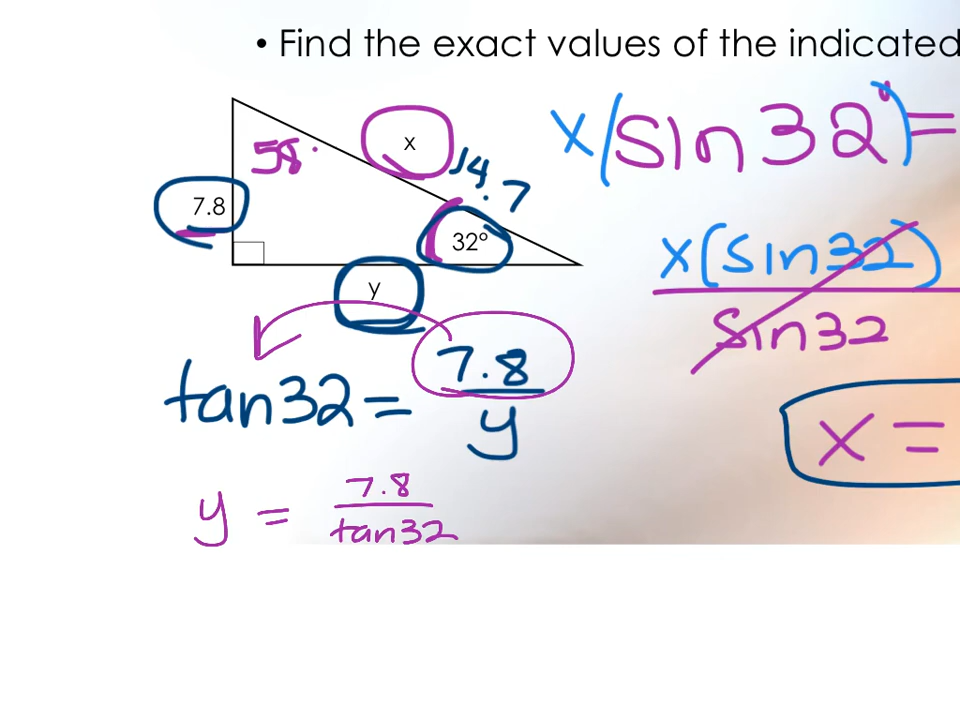 • Find the exact values of the indicated
x(sin32°)=
58°
x
14.7
7.8
32°
y
x(sin32)
sin32
tan32 = 7.8
y
x =
y = 7.8
tan32